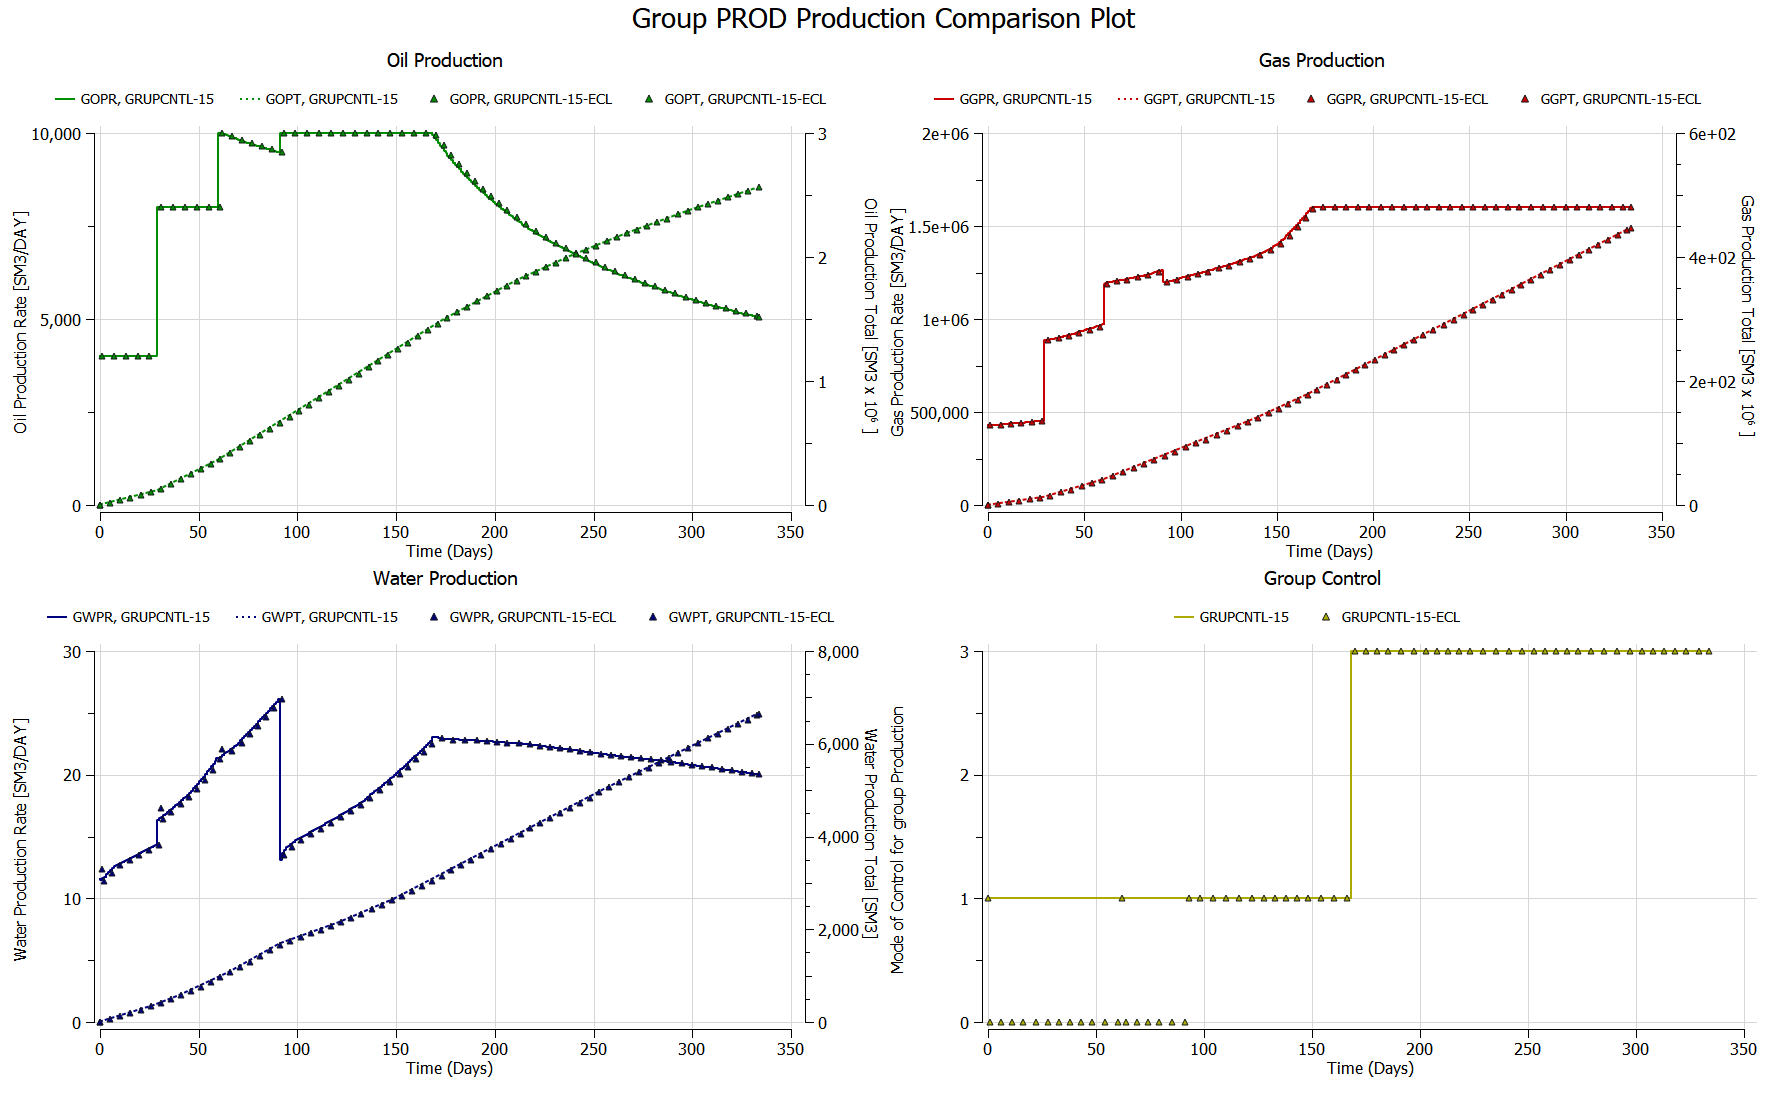 Group PROD Production Comparison Plot
Oil Production
GOPR, GRUPCNTL-15 GOPT, GRUPCNTL-15 GOPR, GRUPCNTL-15-ECL GOPT, GRUPCNTL-15-ECL
10,000
5,000
0
Oil Production Rate [SM3/DAY]
3
2
1
0
Oil Production Total [SM3 x 10⁶ ]
0 50 100 150 200 250 300 350
Time (Days)
Gas Production
GGPR, GRUPCNTL-15 GGPT, GRUPCNTL-15 GGPR, GRUPCNTL-15-ECL GGPT, GRUPCNTL-15-ECL
2e+06
1.5e+06
1e+06
500,000
0
Gas Production Rate [SM3/DAY]
6e+02
4e+02
2e+02
0
Gas Production Total [SM3 x 10⁶ ]
0 50 100 150 200 250 300 350
Time (Days)
Water Production
GWPR, GRUPCNTL-15 GWPT, GRUPCNTL-15 GWPR, GRUPCNTL-15-ECL GWPT, GRUPCNTL-15-ECL
30
20
10
0
Water Production Rate [SM3/DAY]
8,000
6,000
4,000
2,000
0
Water Production Total [SM3]
0 50 100 150 200 250 300 350
Time (Days)
Group Control
GRUPCNTL-15 GRUPCNTL-15-ECL
3
2
1
0
Mode of Control for group Production
0 50 100 150 200 250 300 350
Time (Days)